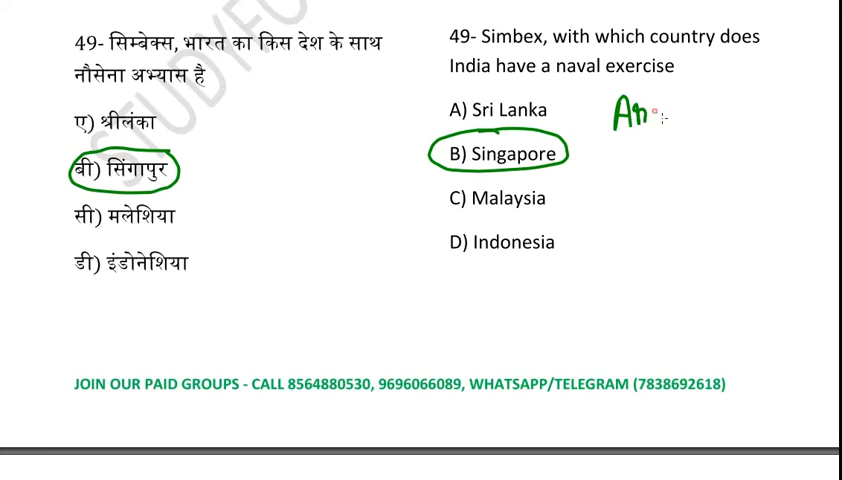 49- सिम्बेक्स, भारत का किस देश के साथ
नौसेना अभ्यास है
ए) श्रीलंका
बी) सिंगापुर
सी) मलेशिया
डी) इंडोनेशिया
49- Simbex, with which country does
India have a naval exercise
A) Sri Lanka
B) Singapore
C) Malaysia
D) Indonesia
An
JOIN OUR PAID GROUPS - CALL 8564880530, 9696066089, WHATSAPP/TELEGRAM (7838692618)